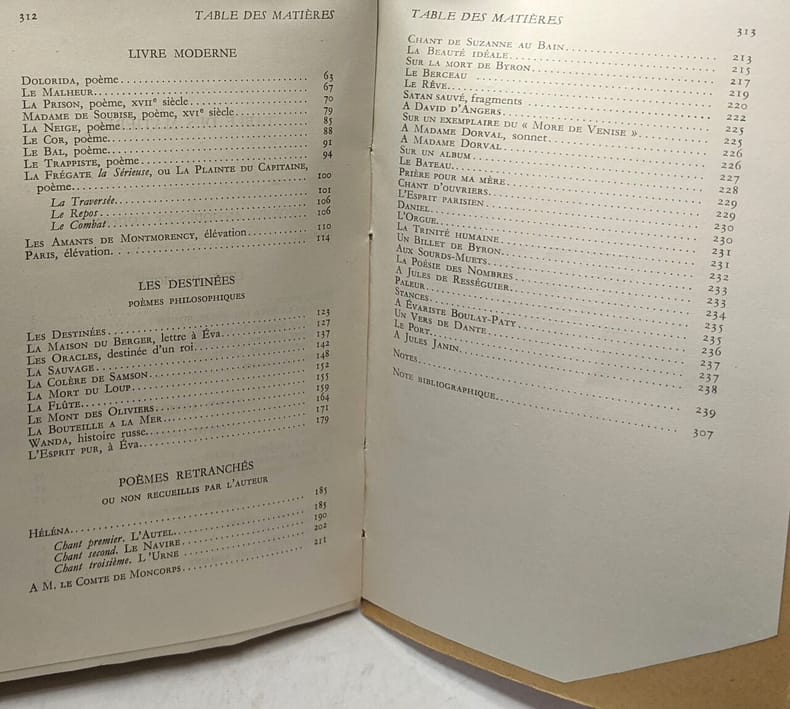 312 TABLE DES MATIÈRES
LIVRE MODERNE
DOLORIDA, poème 63
LE MALHEUR 67
LA PRISON, poème, XVIIe siècle 70
MADAME DE SOUBISE, poème, XVIe siècle 79
LA NEIGE, poème 85
LE COR, poème 88
LE BAL, poème 91
LE TRAPPISTE, poème 94
LA FRÉGATE la Sérieuse, OU LA PLAINTE DU CAPITAINE,
poème 100
La Traversée 101
Le Repos 106
Le Combat 106
LES AMANTS DE MONTMORENCY, élévation 110
PARIS, élévation. 114
LES DESTINÉES
POÈMES PHILOSOPHIQUES
LES DESTINÉES 123
LA MAISON DU BERGER, lettre à Éva 127
LES ORACLES, destinée d'un roi 137
LA SAUVAGE 142
LA COLÈRE DE SAMSON 148
LA MORT DU LOUP 152
LA FLÛTE 155
LE MONT DES OLIVIERS 159
LA BOUTEILLE A LA MER 164
WANDA, histoire russe 171
L'ESPRIT PUR, à Éva 179
POÈMES RETRANCHÉS
OU NON RECUEILLIS PAR L'AUTEUR
HÉLÉNA 185
Chant premier. L'AUTEL 185
Chant second. LE NAVIRE 190
Chant troisième. L'URNE 202
A M. LE COMTE DE MONCORPS 211
TABLE DES MATIÈRES 313
CHANT DE SUZANNE AU BAIN 213
LA BEAUTÉ IDÉALE 215
SUR LA MORT DE BYRON 217
LE BERCEAU 219
LE RÊVE 220
SATAN SAUVÉ, fragments 222
A DAVID D'ANGERS 225
SUR UN EXEMPLAIRE DU « MORE DE VENISE » 225
A MADAME DORVAL, sonnet 226
A MADAME DORVAL 226
SUR UN ALBUM 227
LE BATEAU 228
PRIÈRE POUR MA MÈRE 229
CHANT D'OUVRIERS 229
L'ESPRIT PARISIEN 230
DANIEL 230
L'ORGUE 231
LA TRINITÉ HUMAINE 232
UN BILLET DE BYRON 233
AUX SOURDS-MUETS 233
LA POÉSIE DES NOMBRES 234
A JULES DE RESSÉGUIER 235
PALEUR 235
STANCES 236
A ÉVARISTE BOULAY-PATY 237
UN VERS DE DANTE 237
LE PORT 238
A JULES JANIN
NOTES 239
NOTE BIBLIOGRAPHIQUE 307